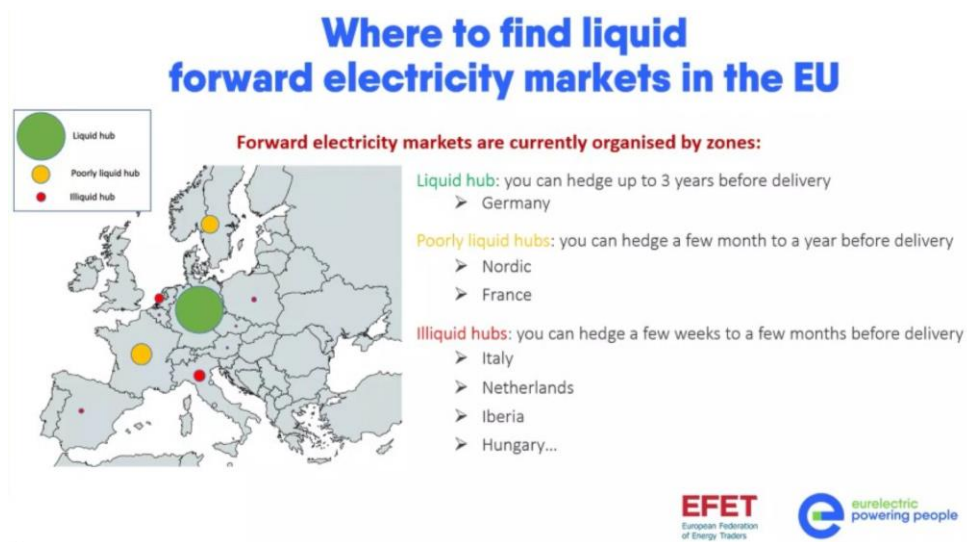 Where to find liquid
forward electricity markets in the EU
Liquid hub
Poorly liquid hub
Illiquid hub
Forward electricity markets are currently organised by zones:
Liquid hub: you can hedge up to 3 years before delivery
➢ Germany
Poorly liquid hubs: you can hedge a few month to a year before delivery
➢ Nordic
➢ France
Illiquid hubs: you can hedge a few weeks to a few months before delivery
➢ Italy
➢ Netherlands
➢ Iberia
➢ Hungary...
EFET
European Federation
of Energy Traders
eurelectric
powering people